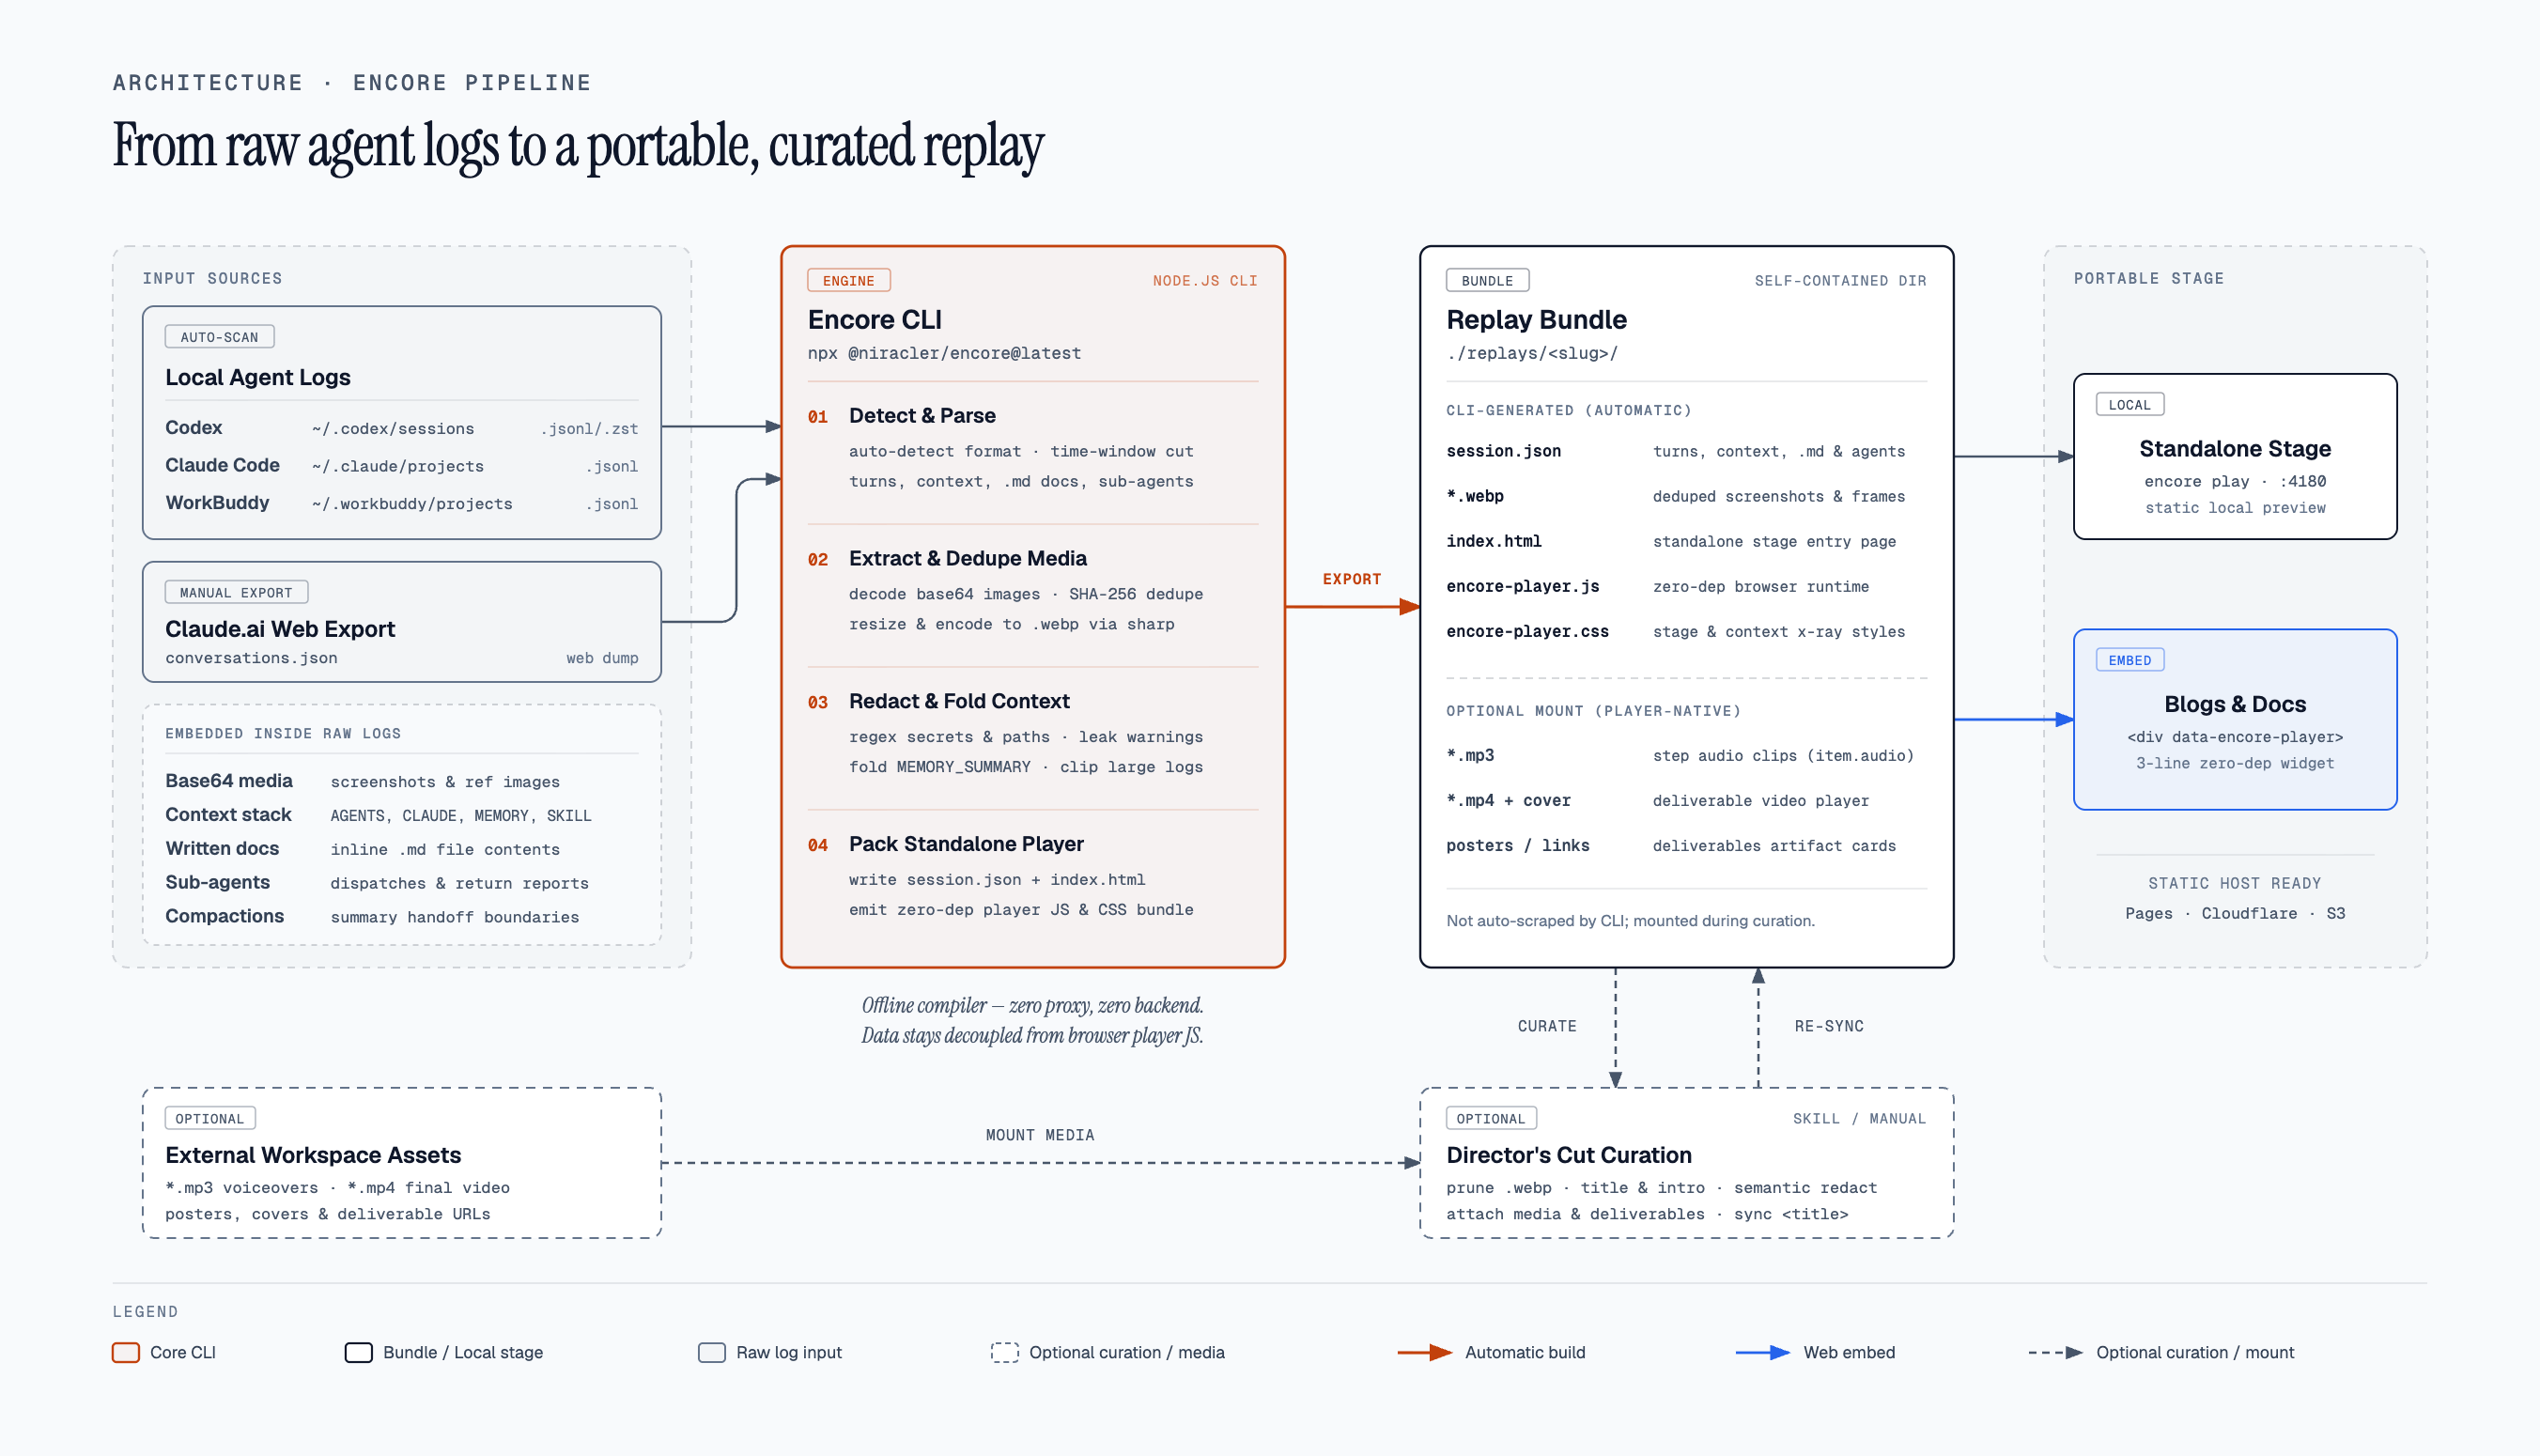 ARCHITECTURE · ENCORE PIPELINE
From raw agent logs to a portable, curated replay
INPUT SOURCES
AUTO-SCAN
Local Agent Logs
Codex ~/.codex/sessions .jsonl/.zst
Claude Code ~/.claude/projects .jsonl
WorkBuddy ~/.workbuddy/projects .jsonl
MANUAL EXPORT
Claude.ai Web Export
conversations.json web dump
EMBEDDED INSIDE RAW LOGS
Base64 media screenshots & ref images
Context stack AGENTS, CLAUDE, MEMORY, SKILL
Written docs inline .md file contents
Sub-agents dispatches & return reports
Compactions summary handoff boundaries
ENGINE NODE.JS CLI
Encore CLI
npx @niracler/encore@latest
01 Detect & Parse
auto-detect format · time-window cut
turns, context, .md docs, sub-agents
02 Extract & Dedupe Media
decode base64 images · SHA-256 dedupe
resize & encode to .webp via sharp
03 Redact & Fold Context
regex secrets & paths · leak warnings
fold MEMORY_SUMMARY · clip large logs
04 Pack Standalone Player
write session.json + index.html
emit zero-dep player JS & CSS bundle
Offline compiler — zero proxy, zero backend.
Data stays decoupled from browser player JS.
EXPORT
BUNDLE SELF-CONTAINED DIR
Replay Bundle
./replays/<slug>/
CLI-GENERATED (AUTOMATIC)
session.json turns, context, .md & agents
*.webp deduped screenshots & frames
index.html standalone stage entry page
encore-player.js zero-dep browser runtime
encore-player.css stage & context x-ray styles
OPTIONAL MOUNT (PLAYER-NATIVE)
*.mp3 step audio clips (item.audio)
*.mp4 + cover deliverable video player
posters / links deliverables artifact cards
Not auto-scraped by CLI; mounted during curation.
PORTABLE STAGE
LOCAL
Standalone Stage
encore play · :4180
static local preview
EMBED
Blogs & Docs
<div data-encore-player>
3-line zero-dep widget
STATIC HOST READY
Pages · Cloudflare · S3
CURATE
RE-SYNC
OPTIONAL
External Workspace Assets
*.mp3 voiceovers · *.mp4 final video
posters, covers & deliverable URLs
MOUNT MEDIA
OPTIONAL SKILL / MANUAL
Director's Cut Curation
prune .webp · title & intro · semantic redact
attach media & deliverables · sync <title>
LEGEND
Core CLI
Bundle / Local stage
Raw log input
Optional curation / media
Automatic build
Web embed
Optional curation / mount